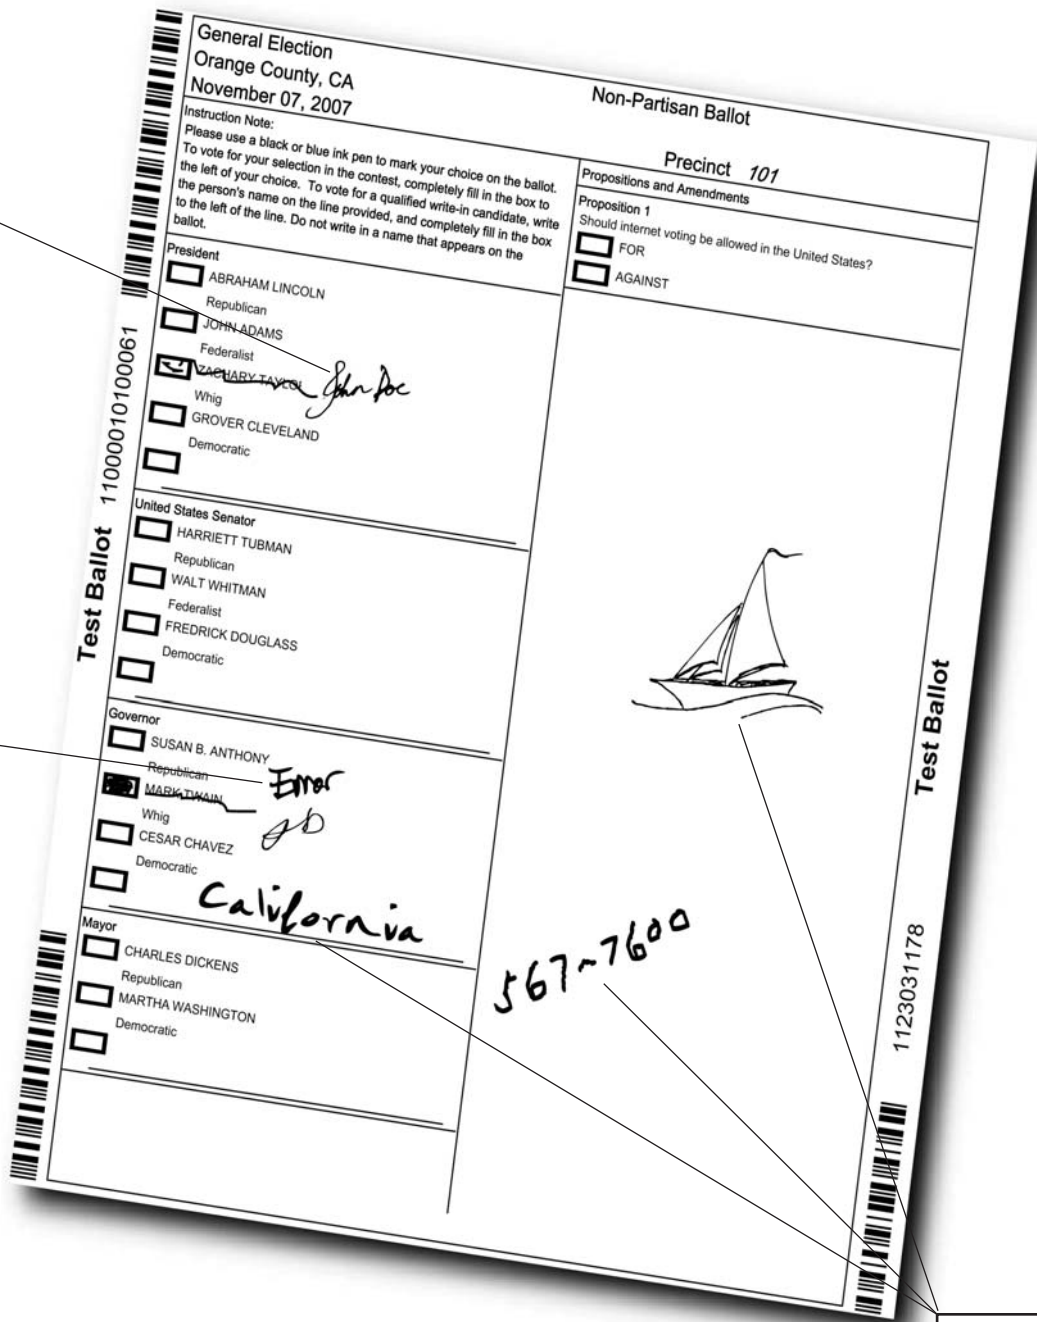 General Election
Orange County, CA
November 07, 2007
Non-Partisan Ballot
Precinct 101
Instruction Note:
Please use a black or blue ink pen to mark your choice on the ballot.
To vote for your selection in the contest, completely fill in the box to
the left of your choice. To vote for a qualified write-in candidate, write
the person's name on the line provided, and completely fill in the box
to the left of the line. Do not write in a name that appears on the
ballot.
President
ABRAHAM LINCOLN
Republican
JOHN ADAMS
Federalist
ZACHARY TAYLOR John Doe
Whig
GROVER CLEVELAND
Democratic
United States Senator
HARRIETT TUBMAN
Republican
WALT WHITMAN
Federalist
FREDRICK DOUGLASS
Democratic
Governor
SUSAN B. ANTHONY
Republican
MARK TWAIN Error
JD
Whig
CESAR CHAVEZ
Democratic
California
Mayor
CHARLES DICKENS
Republican
MARTHA WASHINGTON
Democratic
Propositions and Amendments
Proposition 1
Should internet voting be allowed in the United States?
FOR
AGAINST
567-7600
Test Ballot 11000010100061
Test Ballot 1123031178